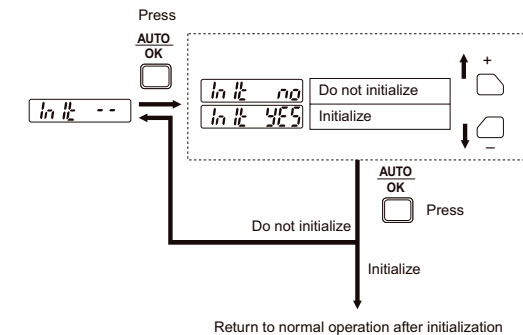 Press
AUTO
OK
Init --
Init no
Do not initialize
Init YES
Initialize
+
–
AUTO
OK
Press
Do not initialize
Initialize
Return to normal operation after initialization